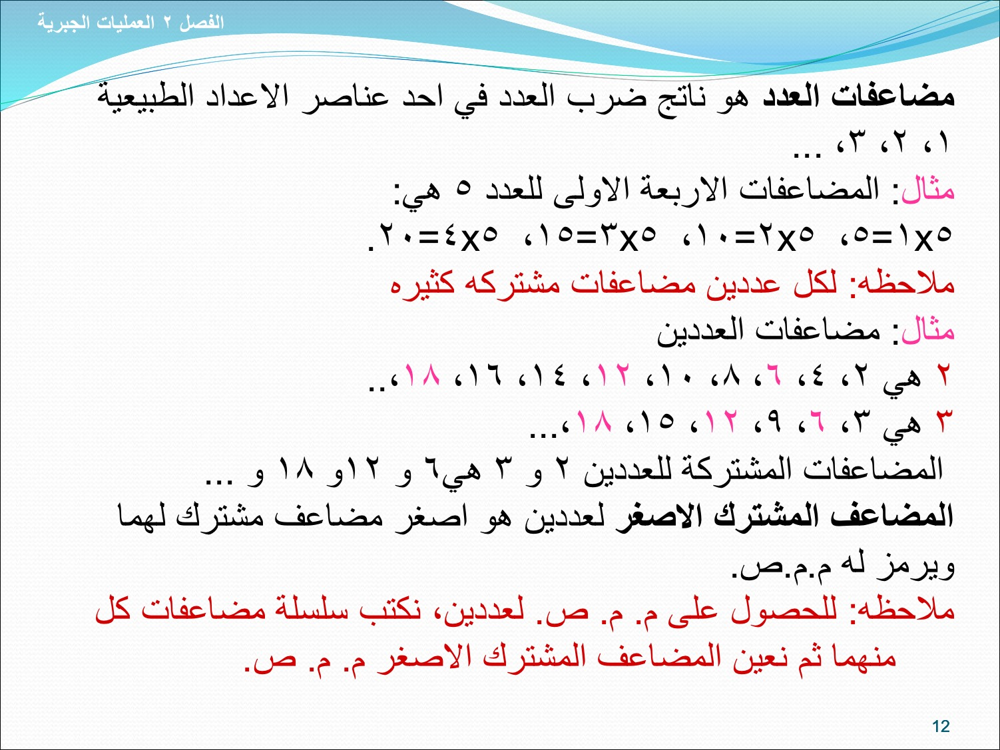 الفصل ٢ العمليات الجبرية
مضاعفات العدد هو ناتج ضرب العدد في احد عناصر الاعداد الطبيعية
١، ٢، ٣، ...
مثال: المضاعفات الاربعة الاولى للعدد ٥ هي:
٥x١=٥، ٥x٢=١٠، ٥x٣=١٥، ٥x٤=٢٠.
ملاحظه: لكل عددين مضاعفات مشتركه كثيره
مثال: مضاعفات العددين
٢ هي ٢، ٤، ٦، ٨، ١٠، ١٢، ١٤، ١٦، ١٨،..
٣ هي ٣، ٦، ٩، ١٢، ١٥، ١٨،...
المضاعفات المشتركة للعددين ٢ و ٣ هي٦ و ١٢و ١٨ و ...
المضاعف المشترك الاصغر لعددين هو اصغر مضاعف مشترك لهما
ويرمز له م.م.ص.
ملاحظه: للحصول على م. م. ص. لعددين، نكتب سلسلة مضاعفات كل
منهما ثم نعين المضاعف المشترك الاصغر م. م. ص.
12